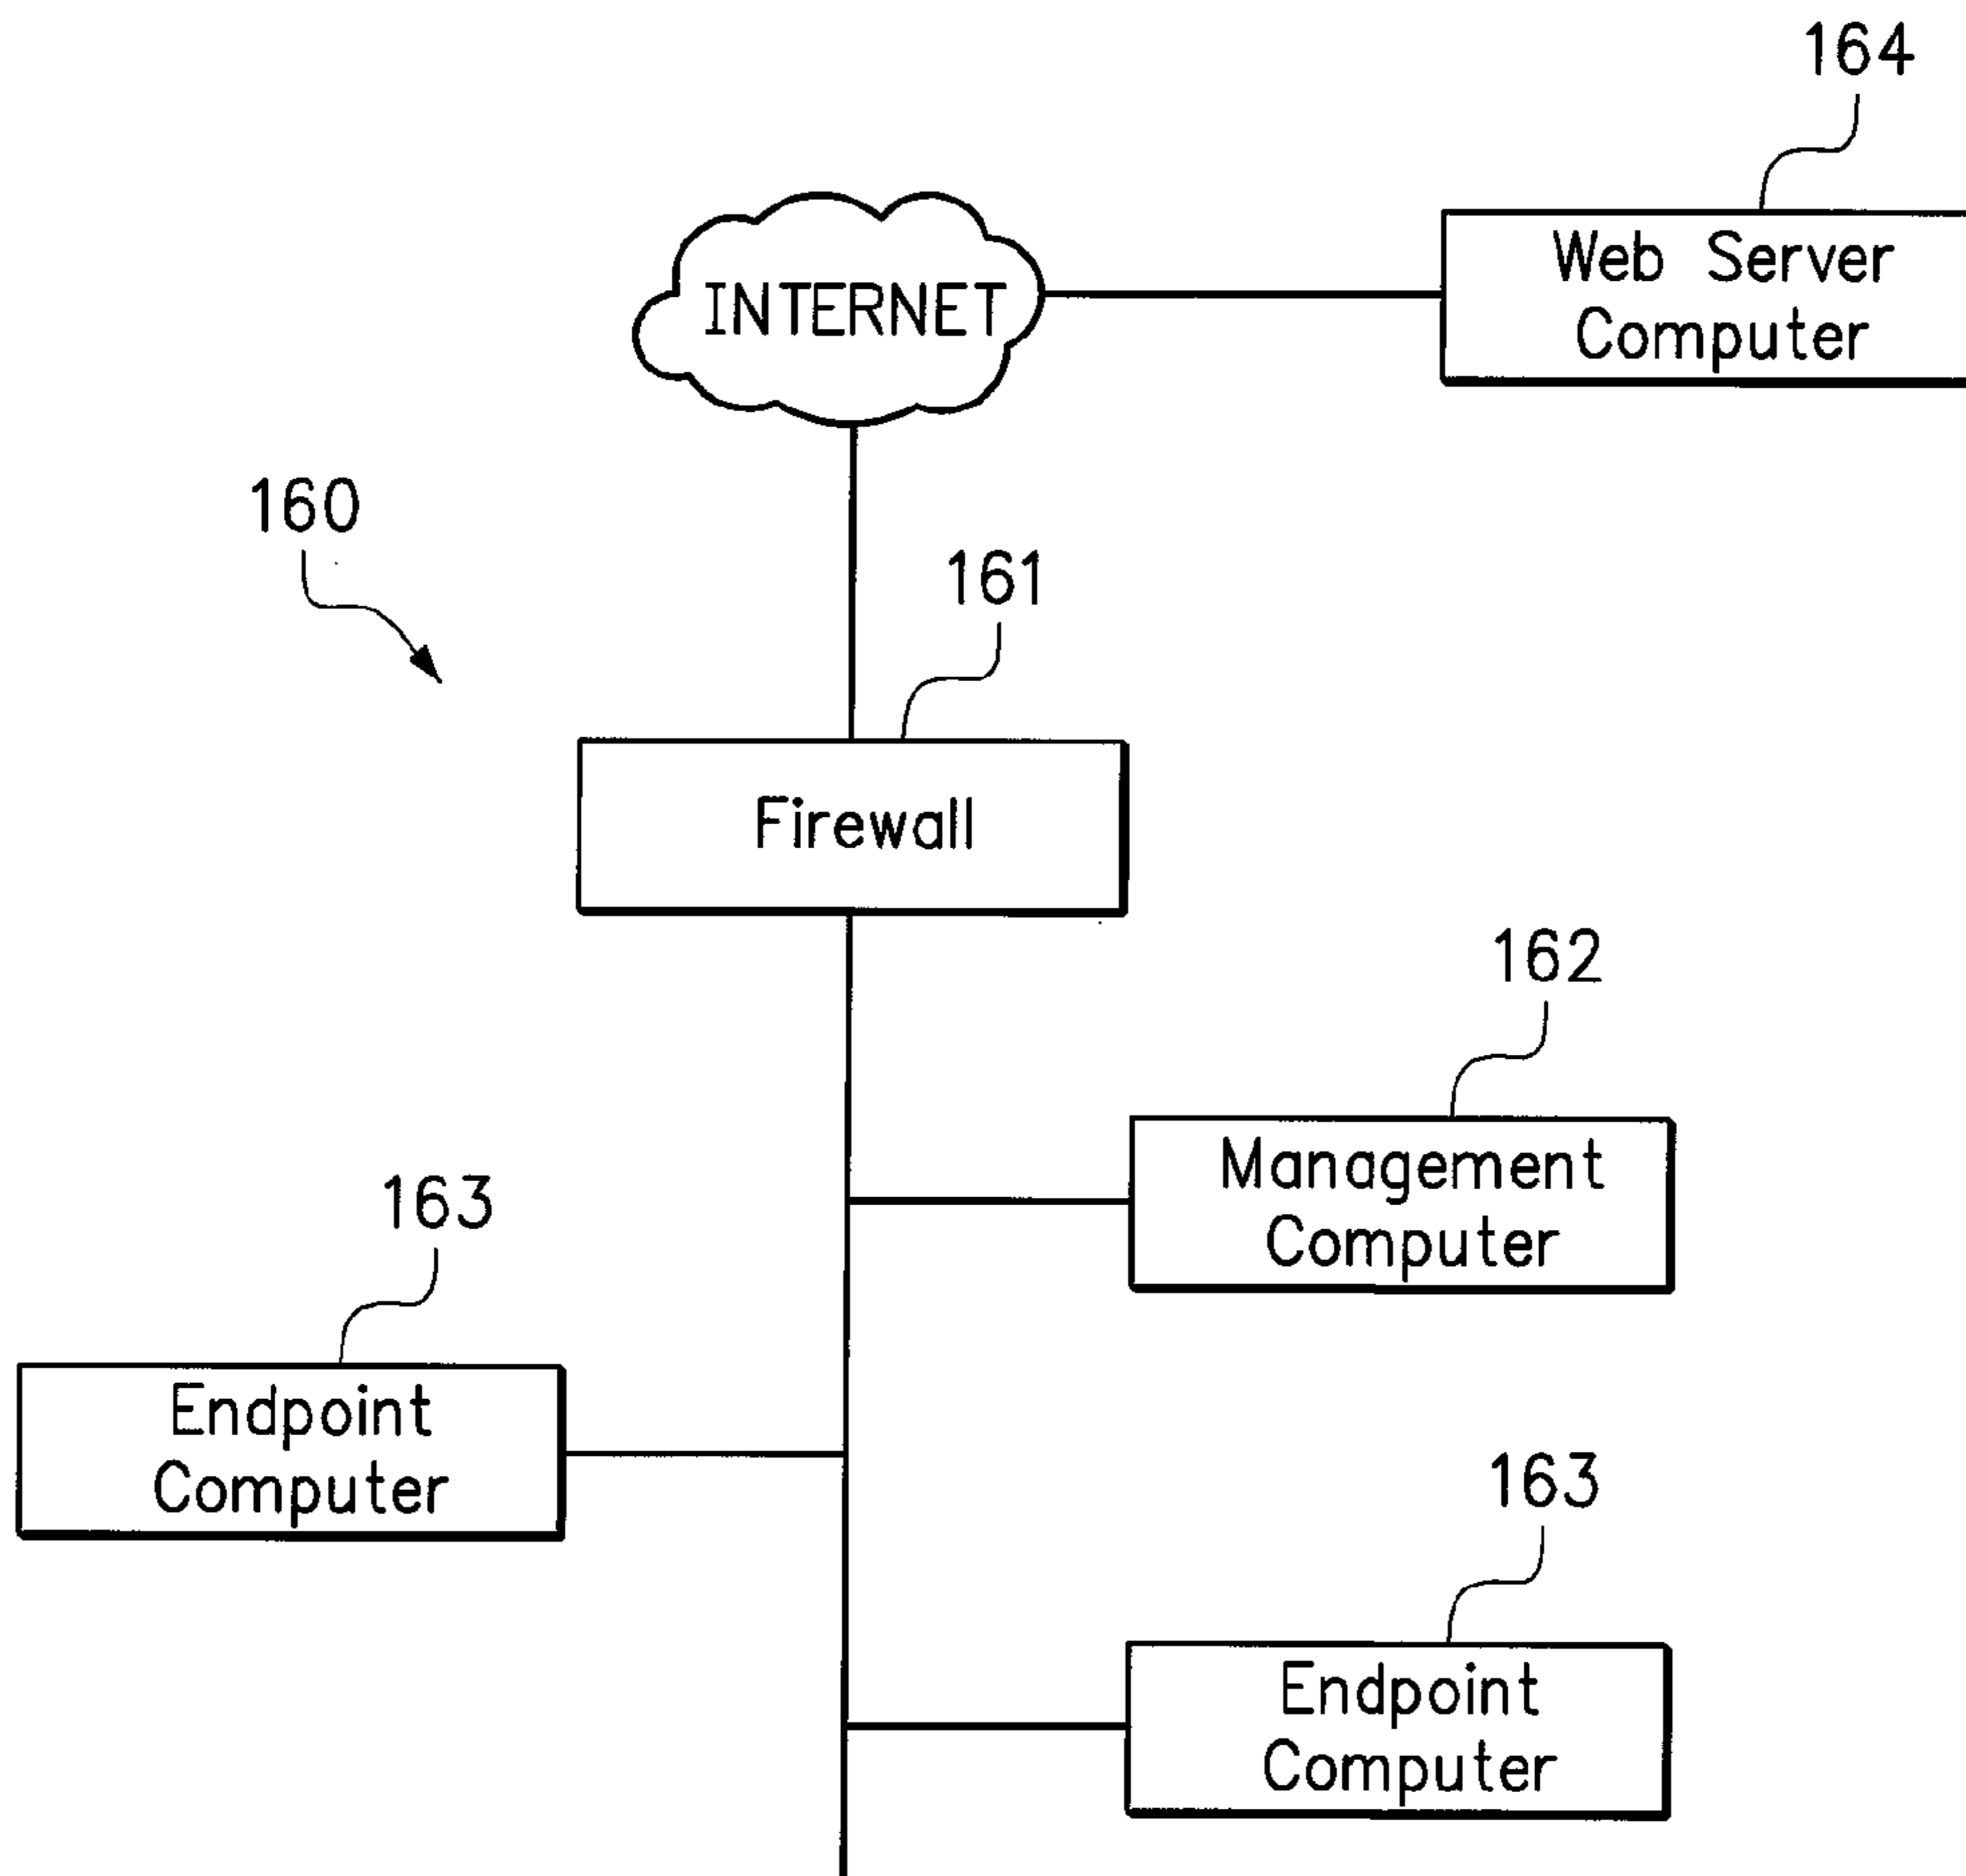 164
Web Server
Computer
INTERNET
160
161
Firewall
162
Management
Computer
163
Endpoint
Computer
163
Endpoint
Computer